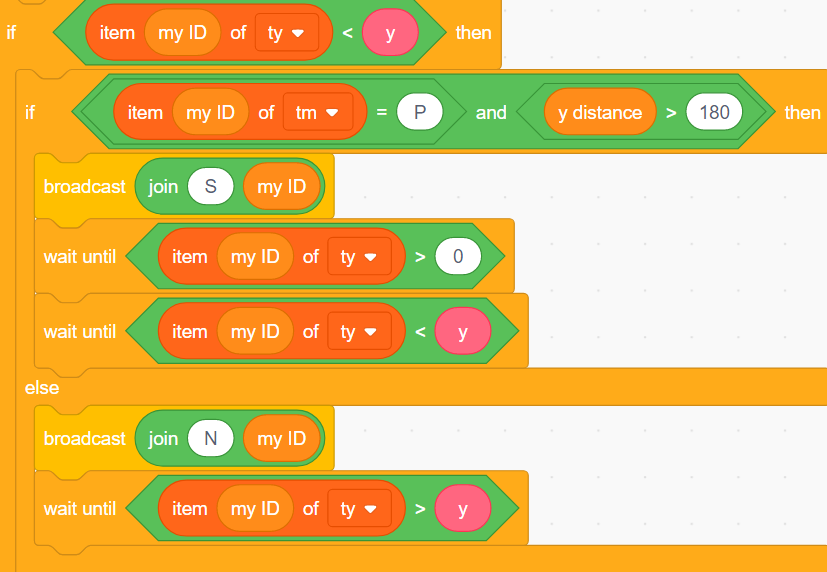 if item my ID of ty < y then
if item my ID of tm = P and y distance > 180 then
broadcast join S my ID
wait until item my ID of ty > 0
wait until item my ID of ty < y
else
broadcast join N my ID
wait until item my ID of ty > y